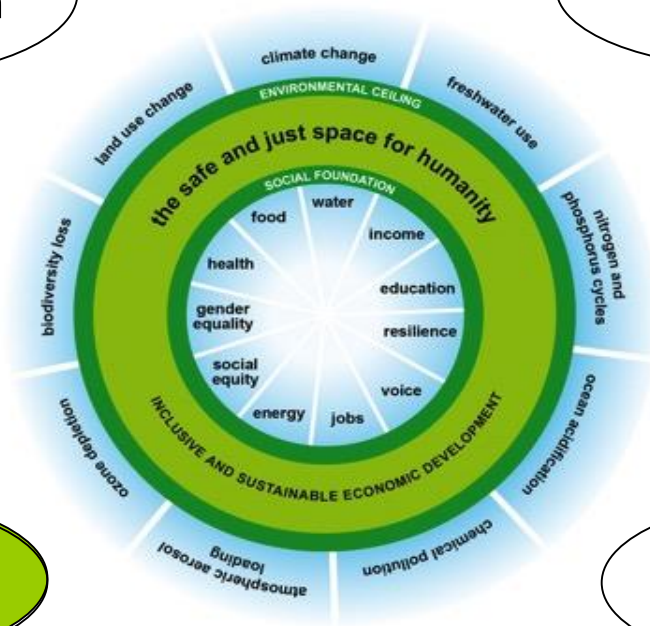 climate change
freshwater use
nitrogen and
phosphorus cycles
ocean acidification
chemical pollution
atmospheric aerosol
loading
ozone depletion
biodiversity loss
land use change
ENVIRONMENTAL CEILING
the safe and just space for humanity
SOCIAL FOUNDATION
water
income
education
resilience
voice
jobs
energy
social
equity
gender
equality
health
food
INCLUSIVE AND SUSTAINABLE ECONOMIC DEVELOPMENT